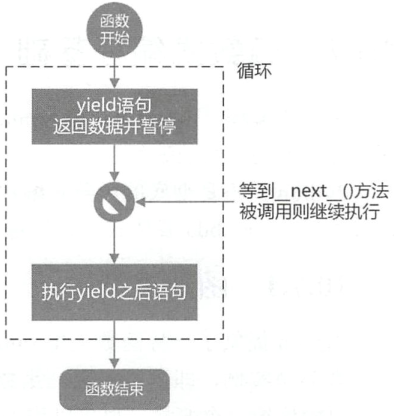 函数
开始
循环
yield语句
返回数据并暂停
等到__next__()方法
被调用则继续执行
执行yield之后语句
函数结束